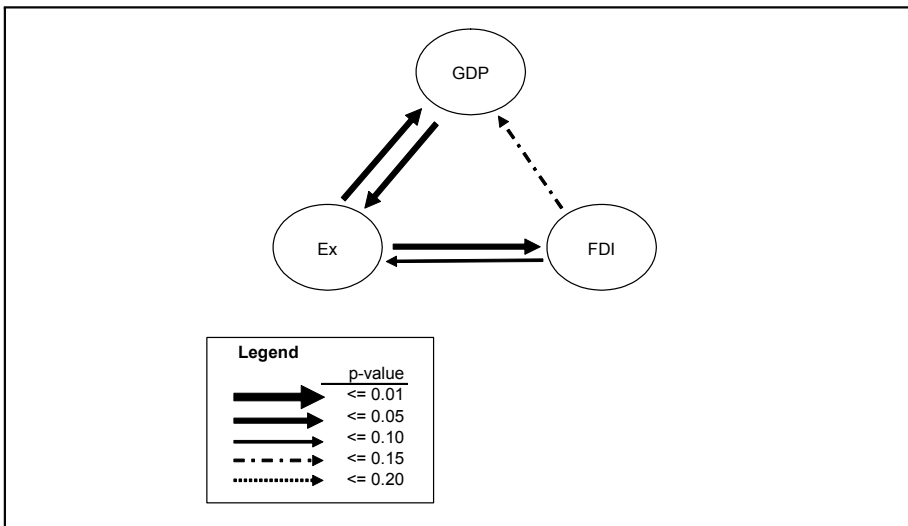 GDP
Ex
FDI
Legend
p-value
<= 0.01
<= 0.05
<= 0.10
<= 0.15
<= 0.20